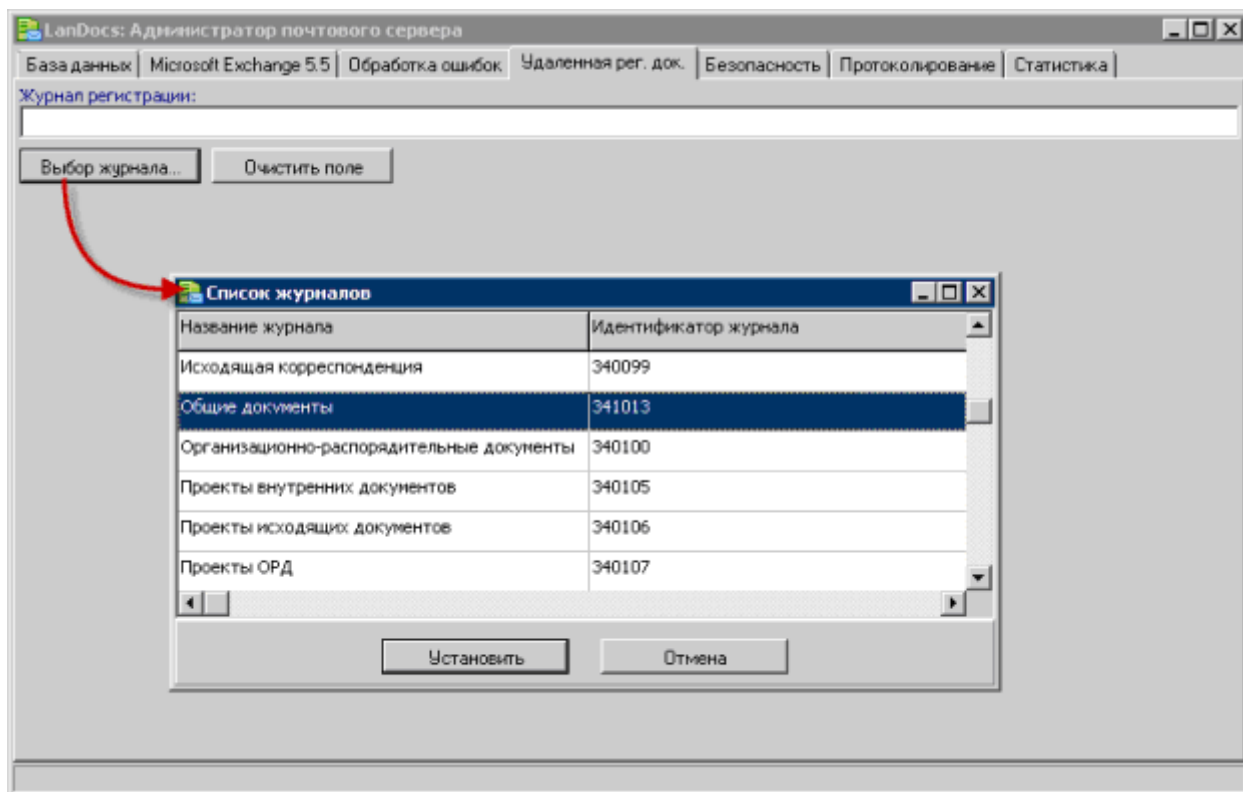 LanDocs: Администратор почтового сервера
База данных Microsoft Exchange 5.5 Обработка ошибок Удаленная рег. док. Безопасность Протоколирование Статистика
Журнал регистрации:
Выбор журнала... Очистить поле
Список журналов
Название журнала Идентификатор журнала
Исходящая корреспонденция 340099
Общие документы 341013
Организационно-распорядительные документы 340100
Проекты внутренних документов 340105
Проекты исходящих документов 340106
Проекты ОРД 340107
Установить Отмена